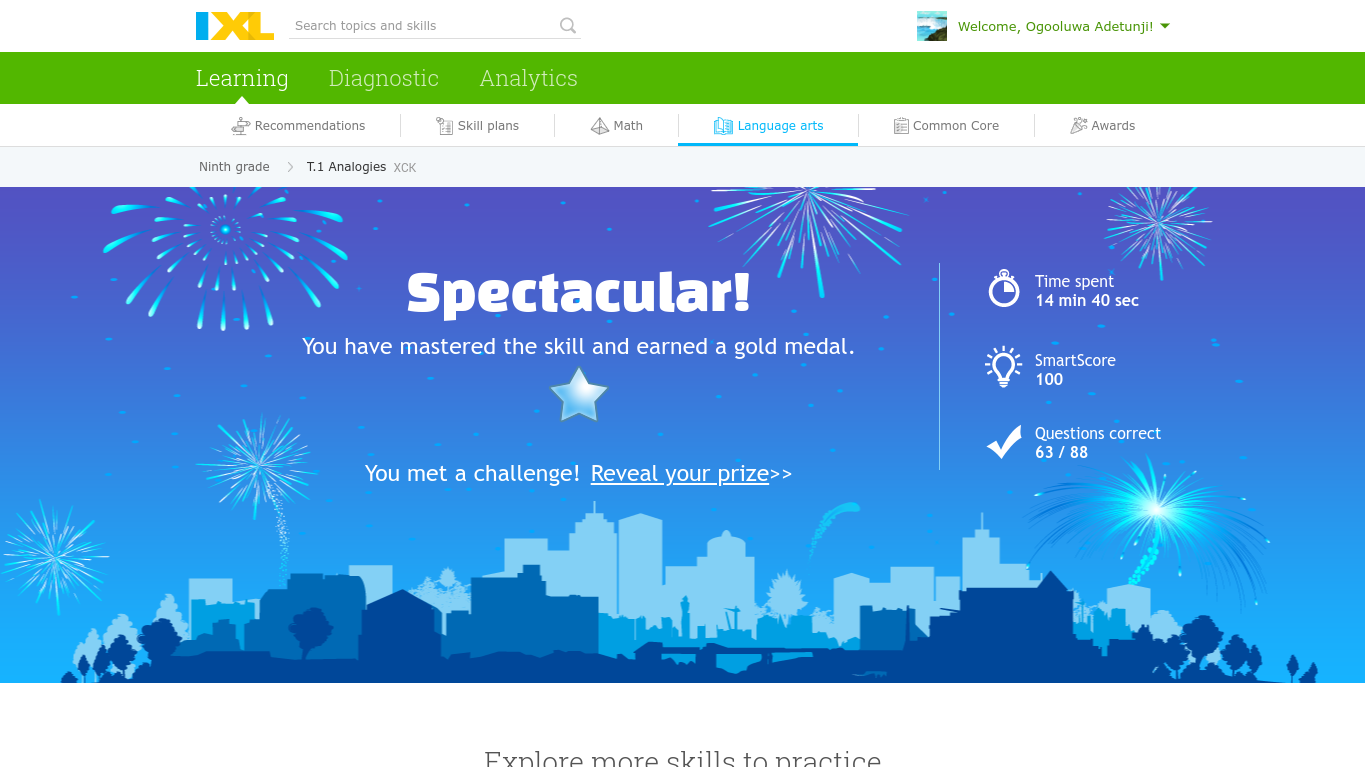 IXL Search topics and skills Welcome, Ogooluwa Adetunji!
Learning Diagnostic Analytics
Recommendations Skill plans Math Language arts Common Core Awards
Ninth grade T.1 Analogies XCK
Spectacular!
You have mastered the skill and earned a gold medal.
You met a challenge! Reveal your prize>>
Time spent
14 min 40 sec
SmartScore
100
Questions correct
63 / 88
Explore more skills to practice